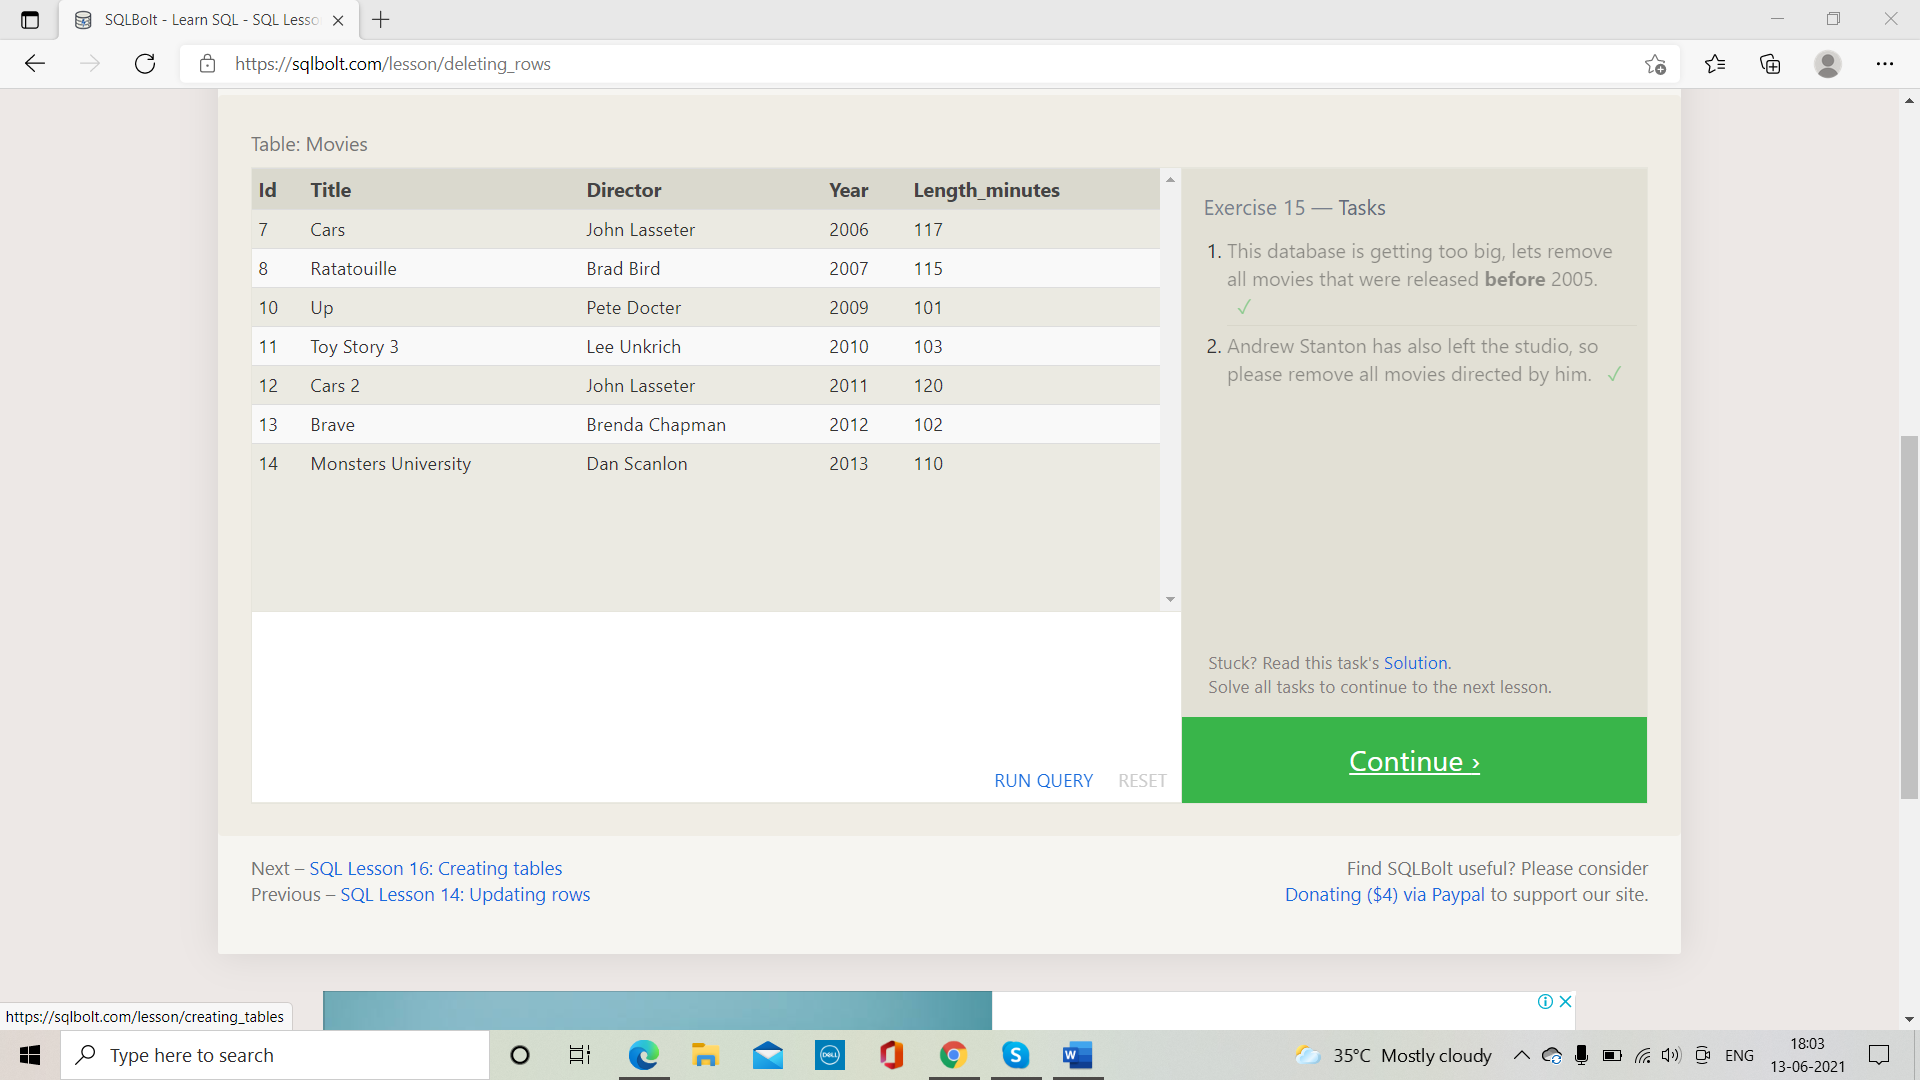 SQLBolt - Learn SQL - SQL Lesso
https://sqlbolt.com/lesson/deleting_rows
Table: Movies
Id Title Director Year Length_minutes
7 Cars John Lasseter 2006 117
8 Ratatouille Brad Bird 2007 115
10 Up Pete Docter 2009 101
11 Toy Story 3 Lee Unkrich 2010 103
12 Cars 2 John Lasseter 2011 120
13 Brave Brenda Chapman 2012 102
14 Monsters University Dan Scanlon 2013 110
RUN QUERY RESET
Exercise 15 — Tasks
1. This database is getting too big, lets remove
all movies that were released before 2005.
✓
2. Andrew Stanton has also left the studio, so
please remove all movies directed by him. ✓
Stuck? Read this task's Solution.
Solve all tasks to continue to the next lesson.
Continue ›
Next – SQL Lesson 16: Creating tables
Previous – SQL Lesson 14: Updating rows
Find SQLBolt useful? Please consider
Donating ($4) via Paypal to support our site.
https://sqlbolt.com/lesson/creating_tables
Type here to search
DELL
S
W
35°C Mostly cloudy
ENG
18:03
13-06-2021